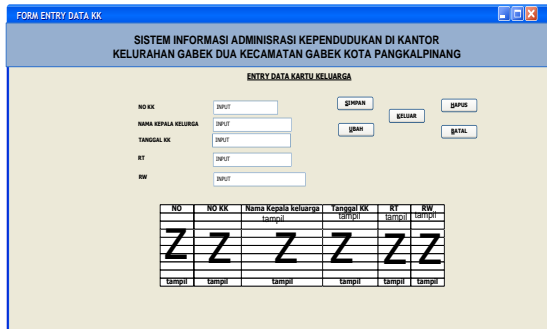 FORM ENTRY DATA KK
SISTEM INFORMASI ADMINISRASI KEPENDUDUKAN DI KANTOR
KELURAHAN GABEK DUA KECAMATAN GABEK KOTA PANGKALPINANG
ENTRY DATA KARTU KELUARGA
NO KK INPUT SIMPAN HAPUS
KELUAR
NAMA KEPALA KELURGA INPUT UBAH BATAL
TANGGAL KK INPUT
RT INPUT
RW INPUT
NO NO KK Nama Kepala keluarga Tanggal KK RT RW
tampil tampil tampil tampil
Z Z Z Z Z Z
tampil tampil tampil tampil tampil tampil